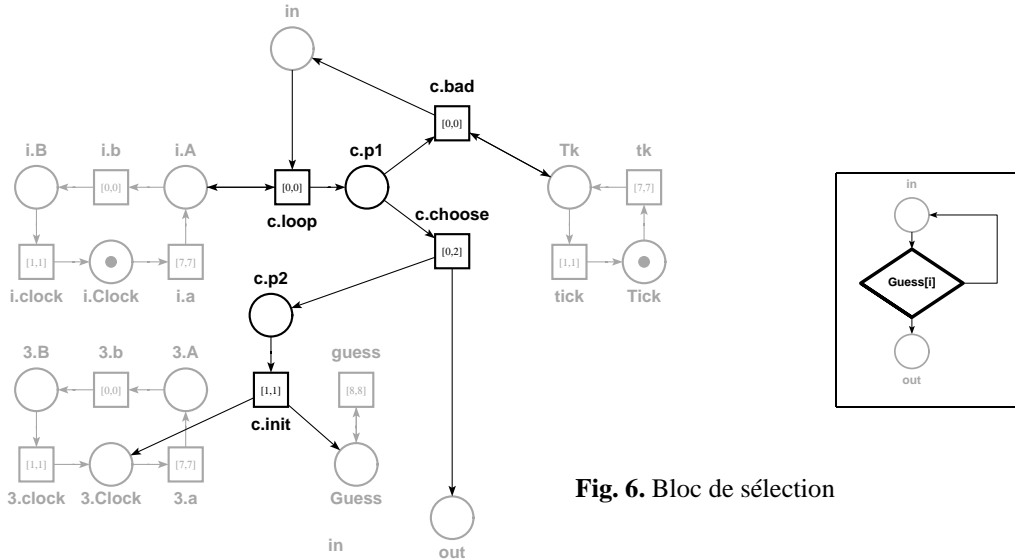 in
c.bad
[0,0]
i.B i.b i.A c.p1 Tk tk
[0,0] [0,0] [7,7]
c.loop c.choose
[1,1] [7,7] [0,2] [1,1]
i.clock i.Clock i.a tick Tick
c.p2
3.B 3.b 3.A guess
[0,0] [1,1] [8,8]
c.init
[1,1] [7,7]
3.clock 3.Clock 3.a Guess
in out
in
Guess[i]
out
Fig. 6. Bloc de sélection